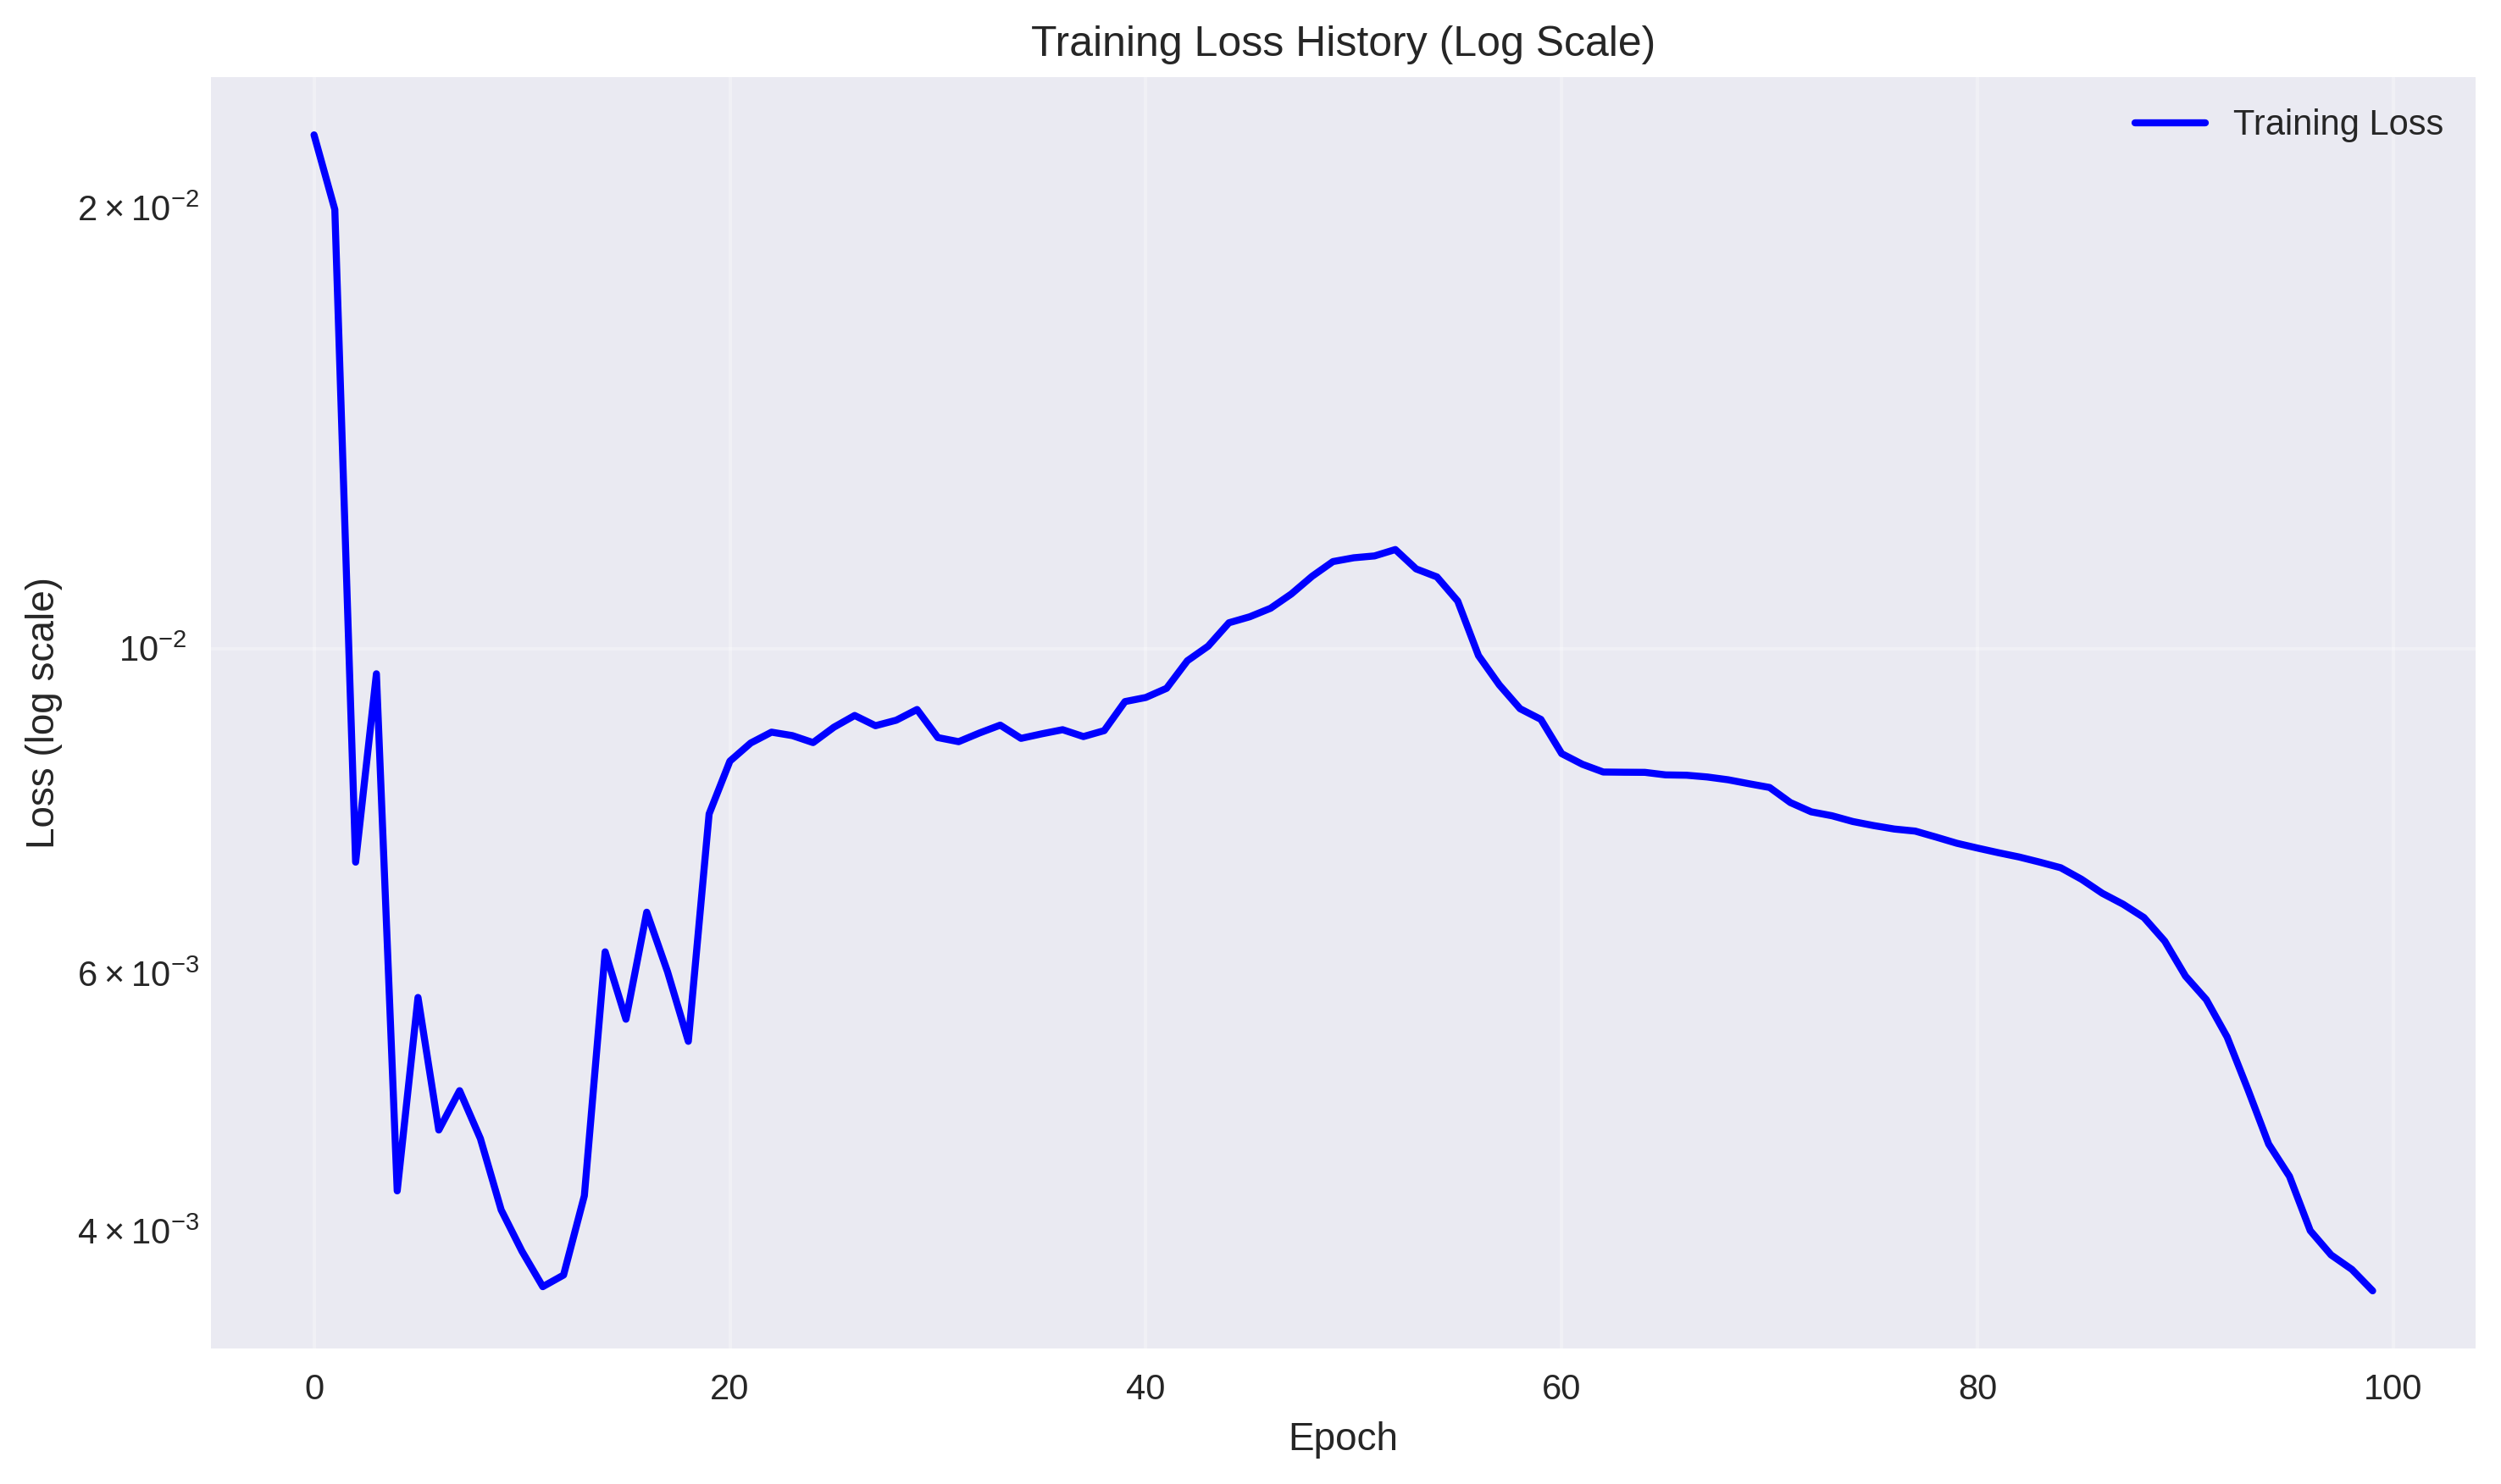 Training Loss History (Log Scale)
Training Loss
2 × 10⁻²
10⁻²
6 × 10⁻³
4 × 10⁻³
Loss (log scale)
0 20 40 60 80 100
Epoch